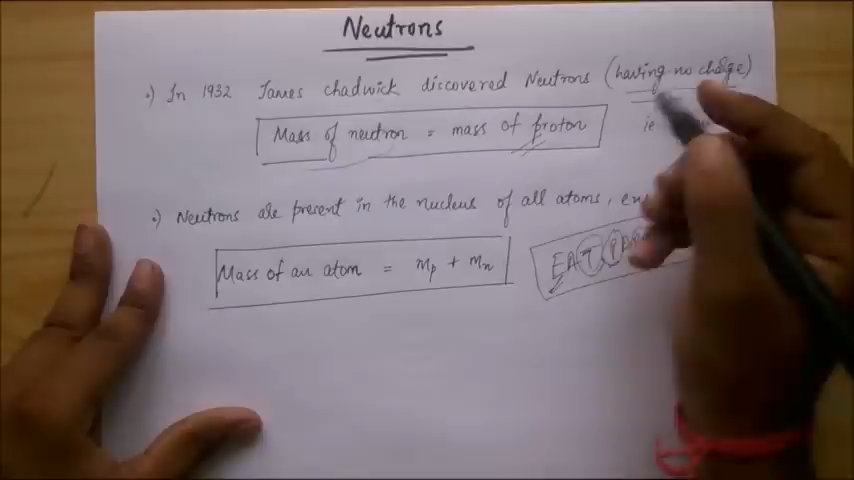 Neutrons
•) In 1932 James chadwick discovered Neutrons (having no charge)
Mass of neutron = mass of proton
ie
•) Neutrons are present in the nucleus of all atoms,
Mass of an atom = mp + mn